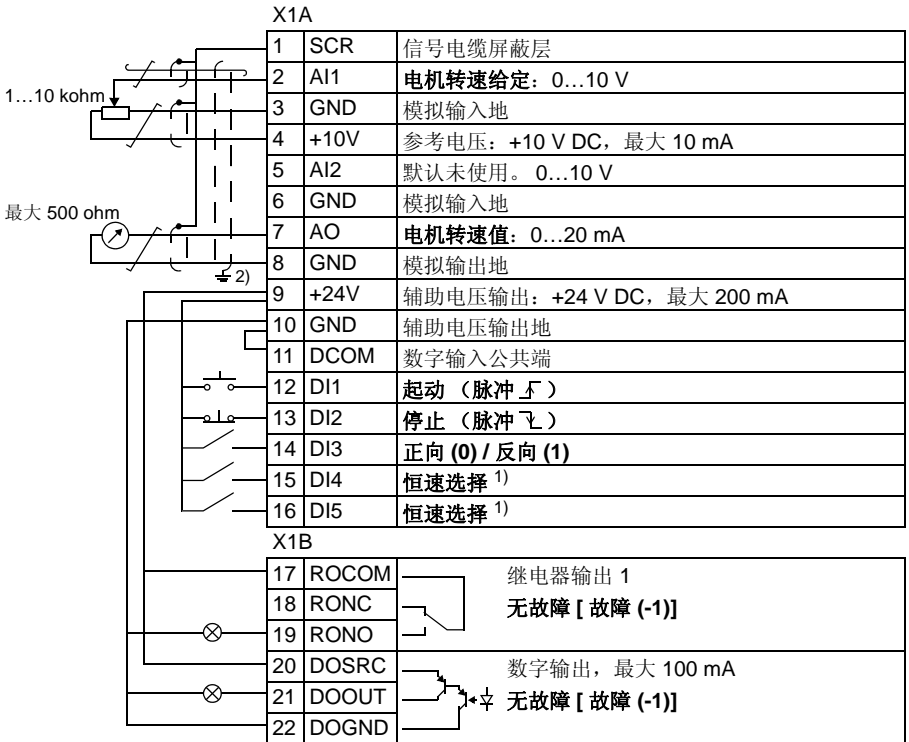 X1A
1 SCR 信号电缆屏蔽层
2 AI1 电机转速给定：0…10 V
1…10 kohm
3 GND 模拟输入地
4 +10V 参考电压：+10 V DC，最大 10 mA
5 AI2 默认未使用。 0…10 V
6 GND 模拟输入地
最大 500 ohm
7 AO 电机转速值：0…20 mA
8 GND 模拟输出地
2)
9 +24V 辅助电压输出：+24 V DC，最大 200 mA
10 GND 辅助电压输出地
11 DCOM 数字输入公共端
12 DI1 起动 （脉冲 ）
13 DI2 停止 （脉冲 ）
14 DI3 正向 (0) / 反向 (1)
15 DI4 恒速选择 1)
16 DI5 恒速选择 1)
X1B
17 ROCOM 继电器输出 1
18 RONC 无故障 [ 故障 (-1)]
19 RONO
20 DOSRC 数字输出，最大 100 mA
21 DOOUT 无故障 [ 故障 (-1)]
22 DOGND